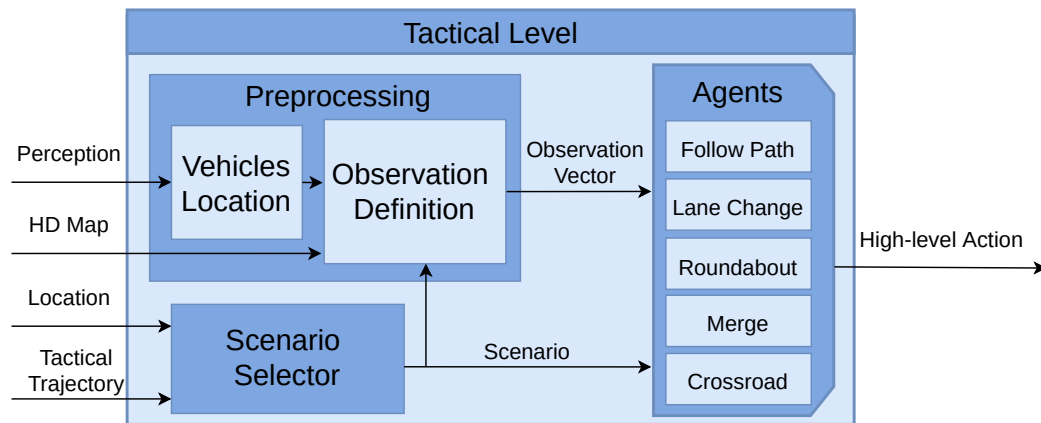 Tactical Level
Preprocessing
Vehicles
Location
Observation
Definition
Perception
HD Map
Location
Tactical
Trajectory
Scenario
Selector
Observation
Vector
Scenario
Agents
Follow Path
Lane Change
Roundabout
Merge
Crossroad
High-level Action